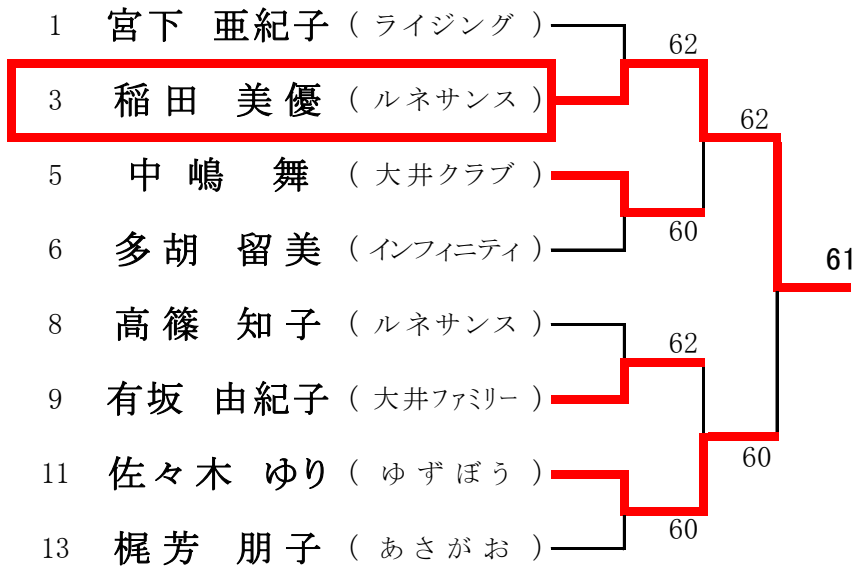 1 宮下 亜紀子 ( ライジング )
62
3 稲田 美優 ( ルネサンス )
62
5 中嶋 舞 ( 大井クラブ )
60
6 多胡 留美 ( インフィニティ )
61
8 高篠 知子 ( ルネサンス )
62
9 有坂 由紀子 ( 大井ファミリー )
60
11 佐々木 ゆり ( ゆずぼう )
60
13 梶芳 朋子 ( あさがお )